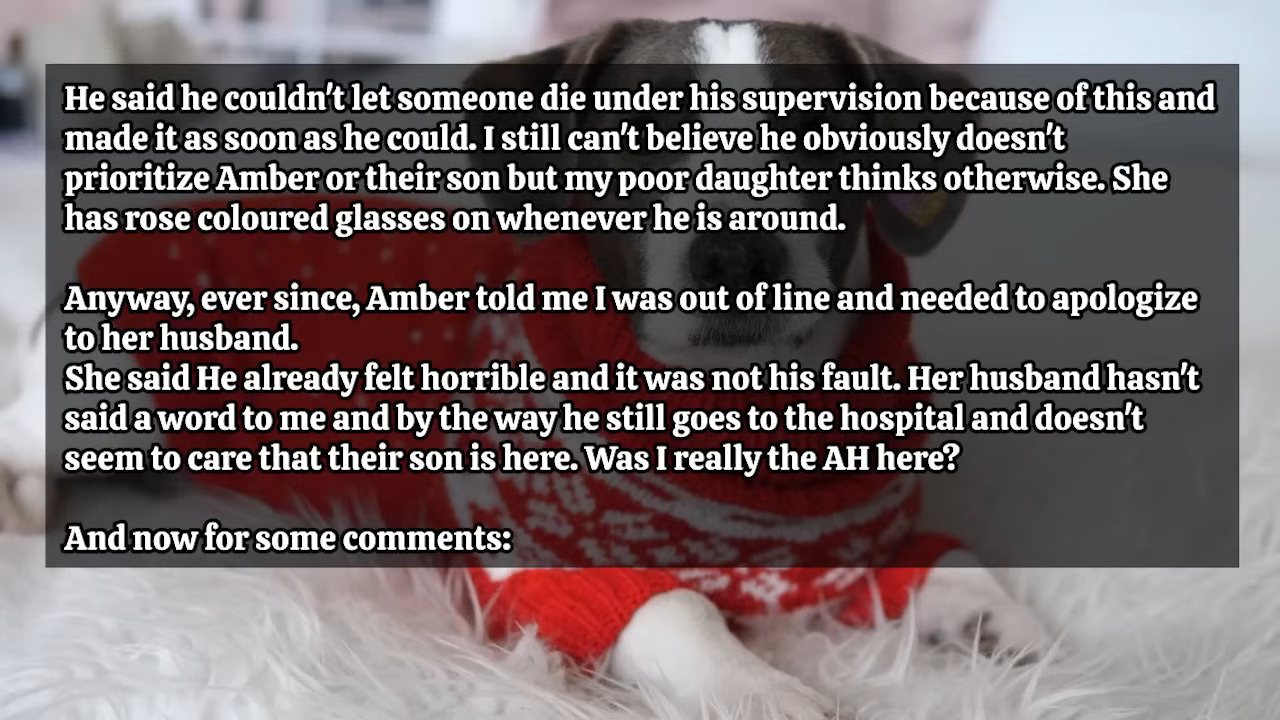 He said he couldn't let someone die under his supervision because of this and
made it as soon as he could. I still can't believe he obviously doesn't
prioritize Amber or their son but my poor daughter thinks otherwise. She
has rose coloured glasses on whenever he is around.
Anyway, ever since, Amber told me I was out of line and needed to apologize
to her husband.
She said He already felt horrible and it was not his fault. Her husband hasn't
said a word to me and by the way he still goes to the hospital and doesn't
seem to care that their son is here. Was I really the AH here?
And now for some comments: